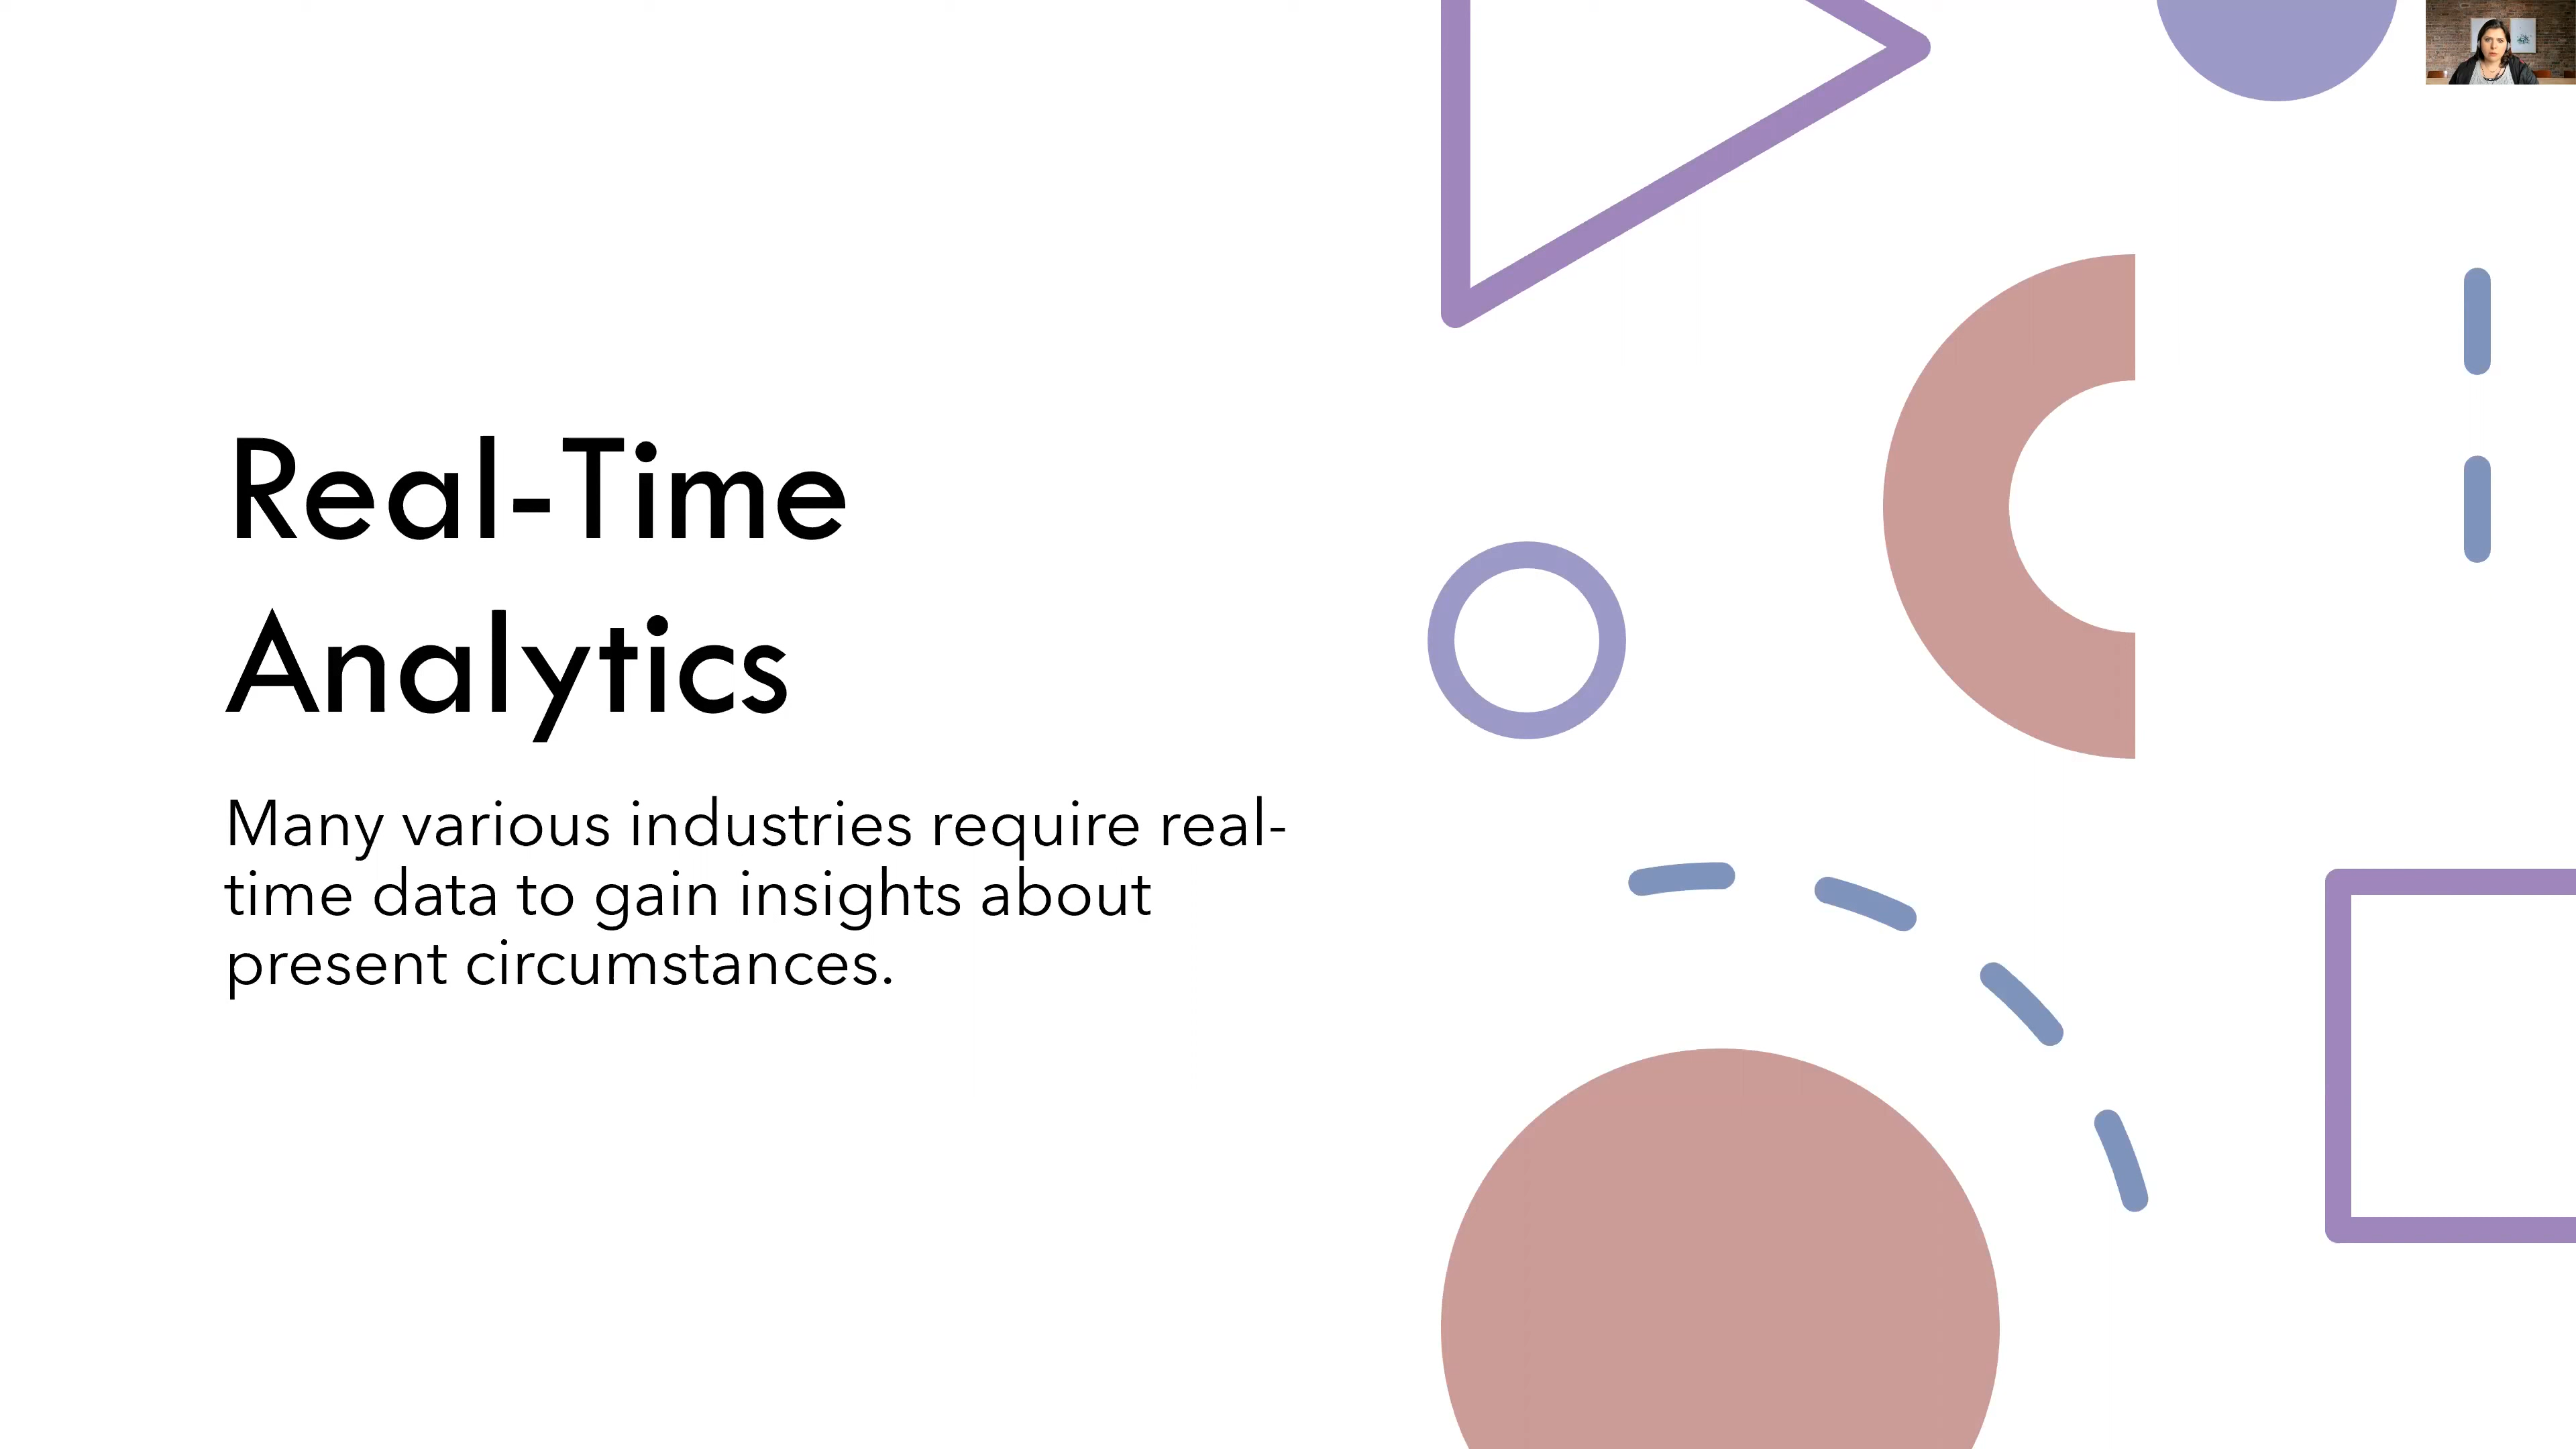 Real-Time
Analytics
Many various industries require real-
time data to gain insights about
present circumstances.